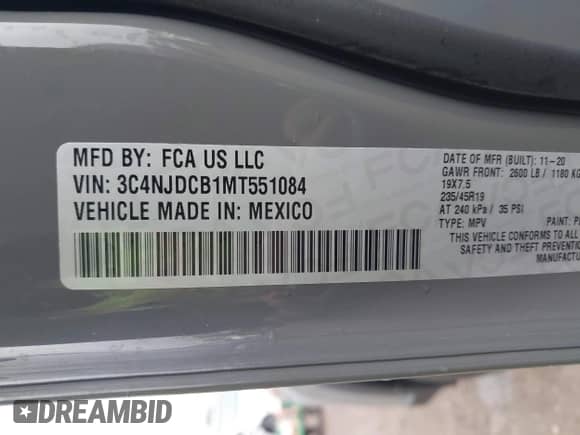 MFD BY: FCA US LLC
VIN: 3C4NJDCB1MT551084
VEHICLE MADE IN: MEXICO
DATE OF MFR (BUILT): 11-20
GAWR FRONT: 2600 LB / 1180 KG
19X7.5
235/45R19
AT 240 kPa / 35 PSI
TYPE: MPV PAINT:
THIS VEHICLE CONFORMS TO ALL
SAFETY AND THEFT PREVENTION
MANUFACTU
DREAMBID